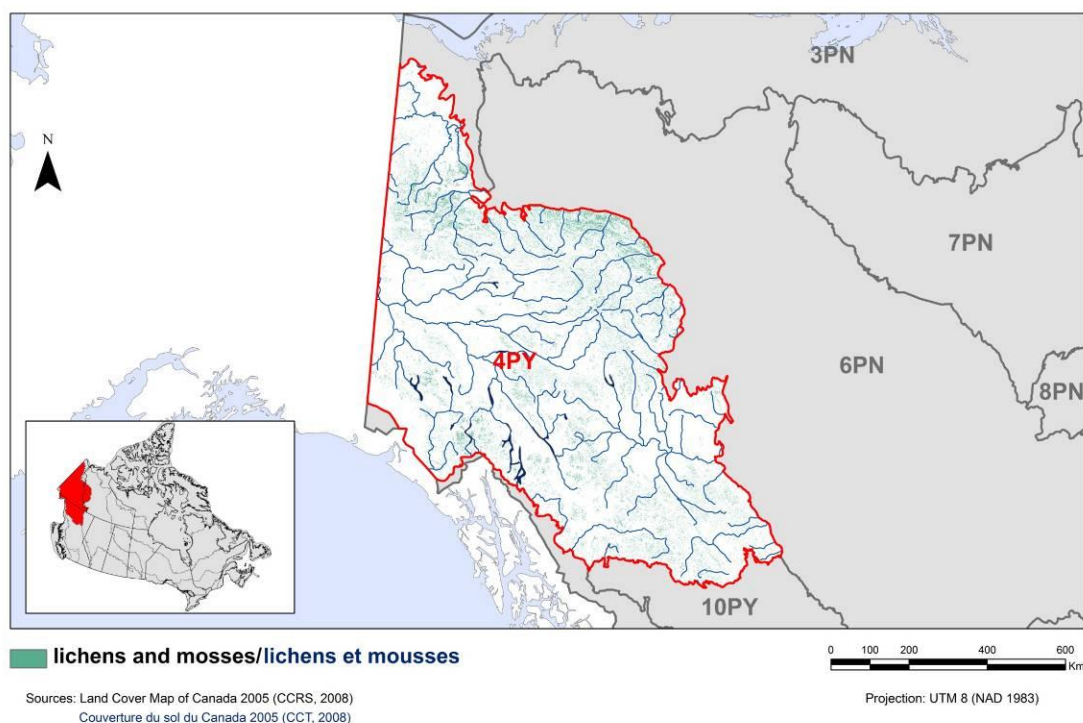 3PN
7PN
4PY
6PN
8PN
10PY
N
lichens and mosses/lichens et mousses
0 100 200 400 600
Km
Sources: Land Cover Map of Canada 2005 (CCRS, 2008)
Couverture du sol du Canada 2005 (CCT, 2008)
Projection: UTM 8 (NAD 1983)